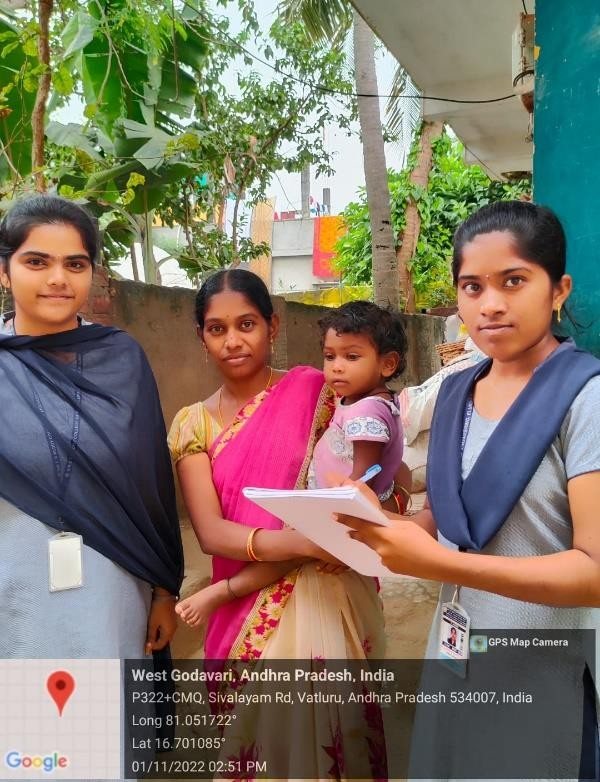 GPS Map Camera
West Godavari, Andhra Pradesh, India
P322+CMQ, Sivalayam Rd, Vatluru, Andhra Pradesh 534007, India
Long 81.051722°
Lat 16.701085°
01/11/2022 02:51 PM
Google